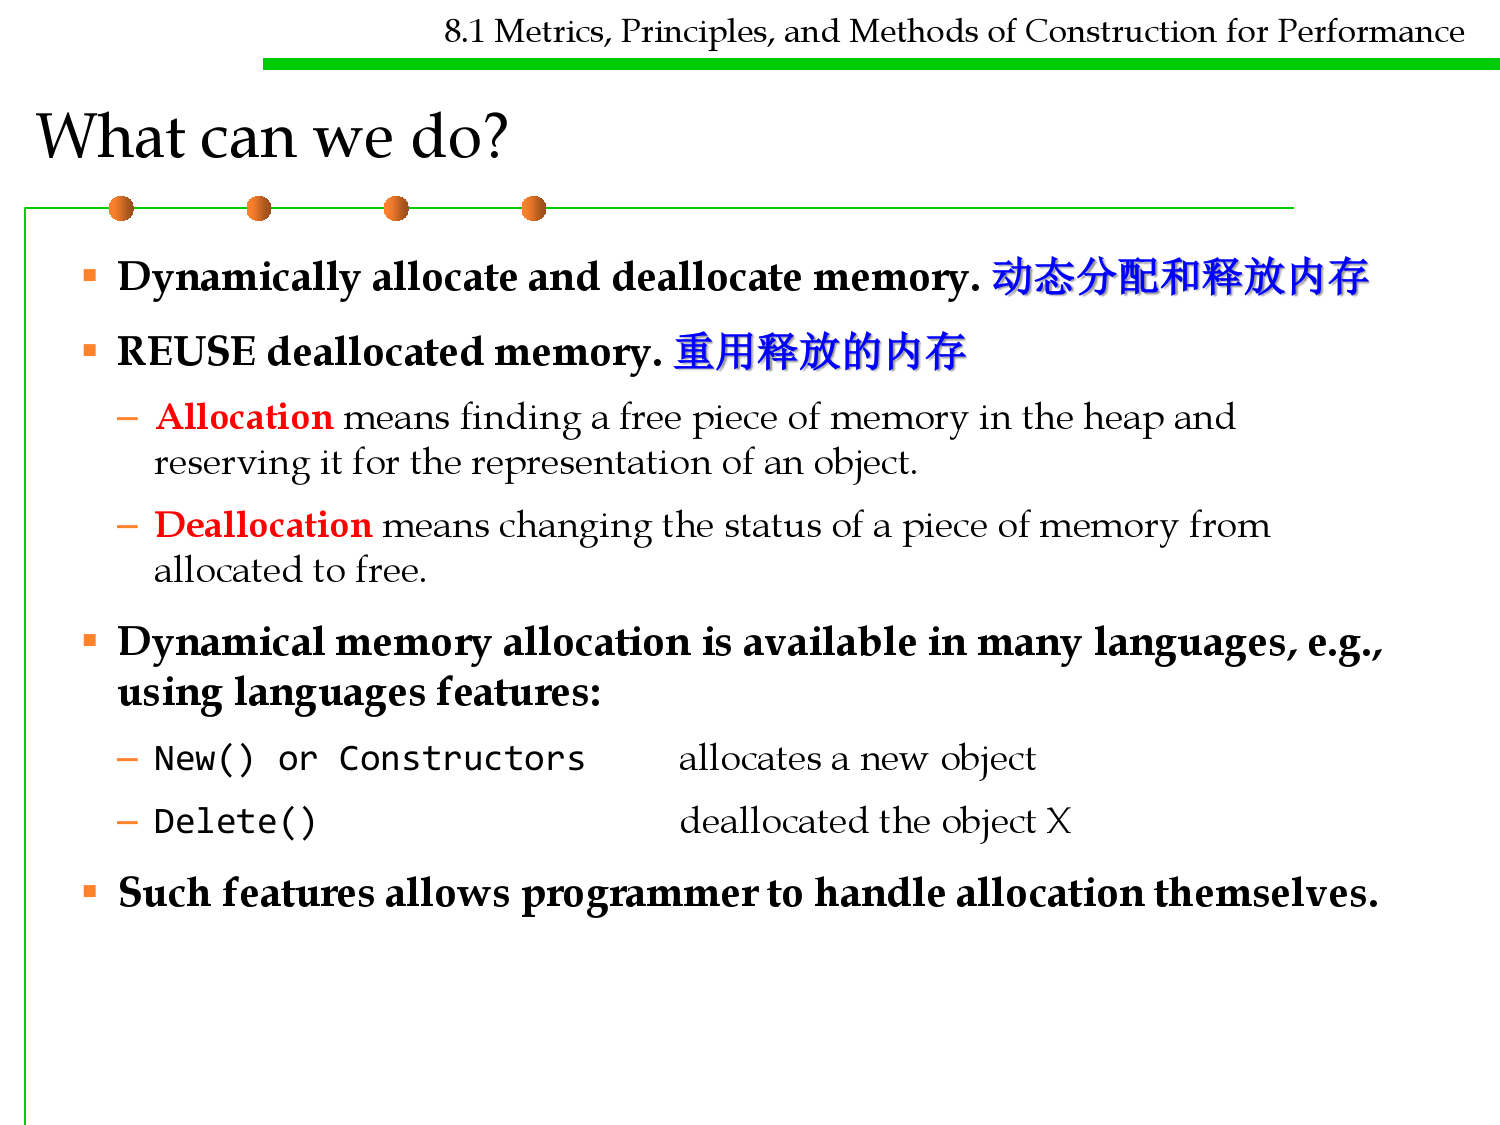 8.1 Metrics, Principles, and Methods of Construction for Performance
What can we do?
▪ Dynamically allocate and deallocate memory. 动态分配和释放内存
▪ REUSE deallocated memory. 重用释放的内存
– Allocation means finding a free piece of memory in the heap and
reserving it for the representation of an object.
– Deallocation means changing the status of a piece of memory from
allocated to free.
▪ Dynamical memory allocation is available in many languages, e.g.,
using languages features:
– New() or Constructors allocates a new object
– Delete() deallocated the object X
▪ Such features allows programmer to handle allocation themselves.